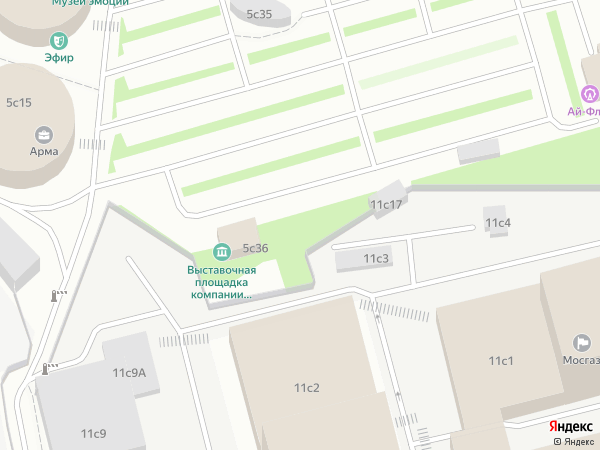 Музей эмоций
5с35
Эфир
5с15
Арма
Ай-Фл
11с17
11с4
5с36
11с3
Выставочная
площадка
компании...
11с1
Мосгаз
11с9А
11с2
11с9
Яндекс
© Яндекс